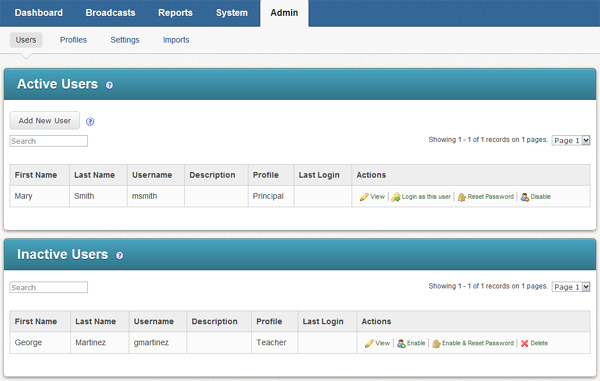 Dashboard Broadcasts Reports System Admin
Users Profiles Settings Imports
Active Users ?
Add New User ?
Search
Showing 1 - 1 of 1 records on 1 pages. Page 1
First Name Last Name Username Description Profile Last Login Actions
Mary Smith msmith Principal View Login as this user Reset Password Disable
Inactive Users ?
Search
Showing 1 - 1 of 1 records on 1 pages. Page 1
First Name Last Name Username Description Profile Last Login Actions
George Martinez gmartinez Teacher View Enable Enable & Reset Password Delete